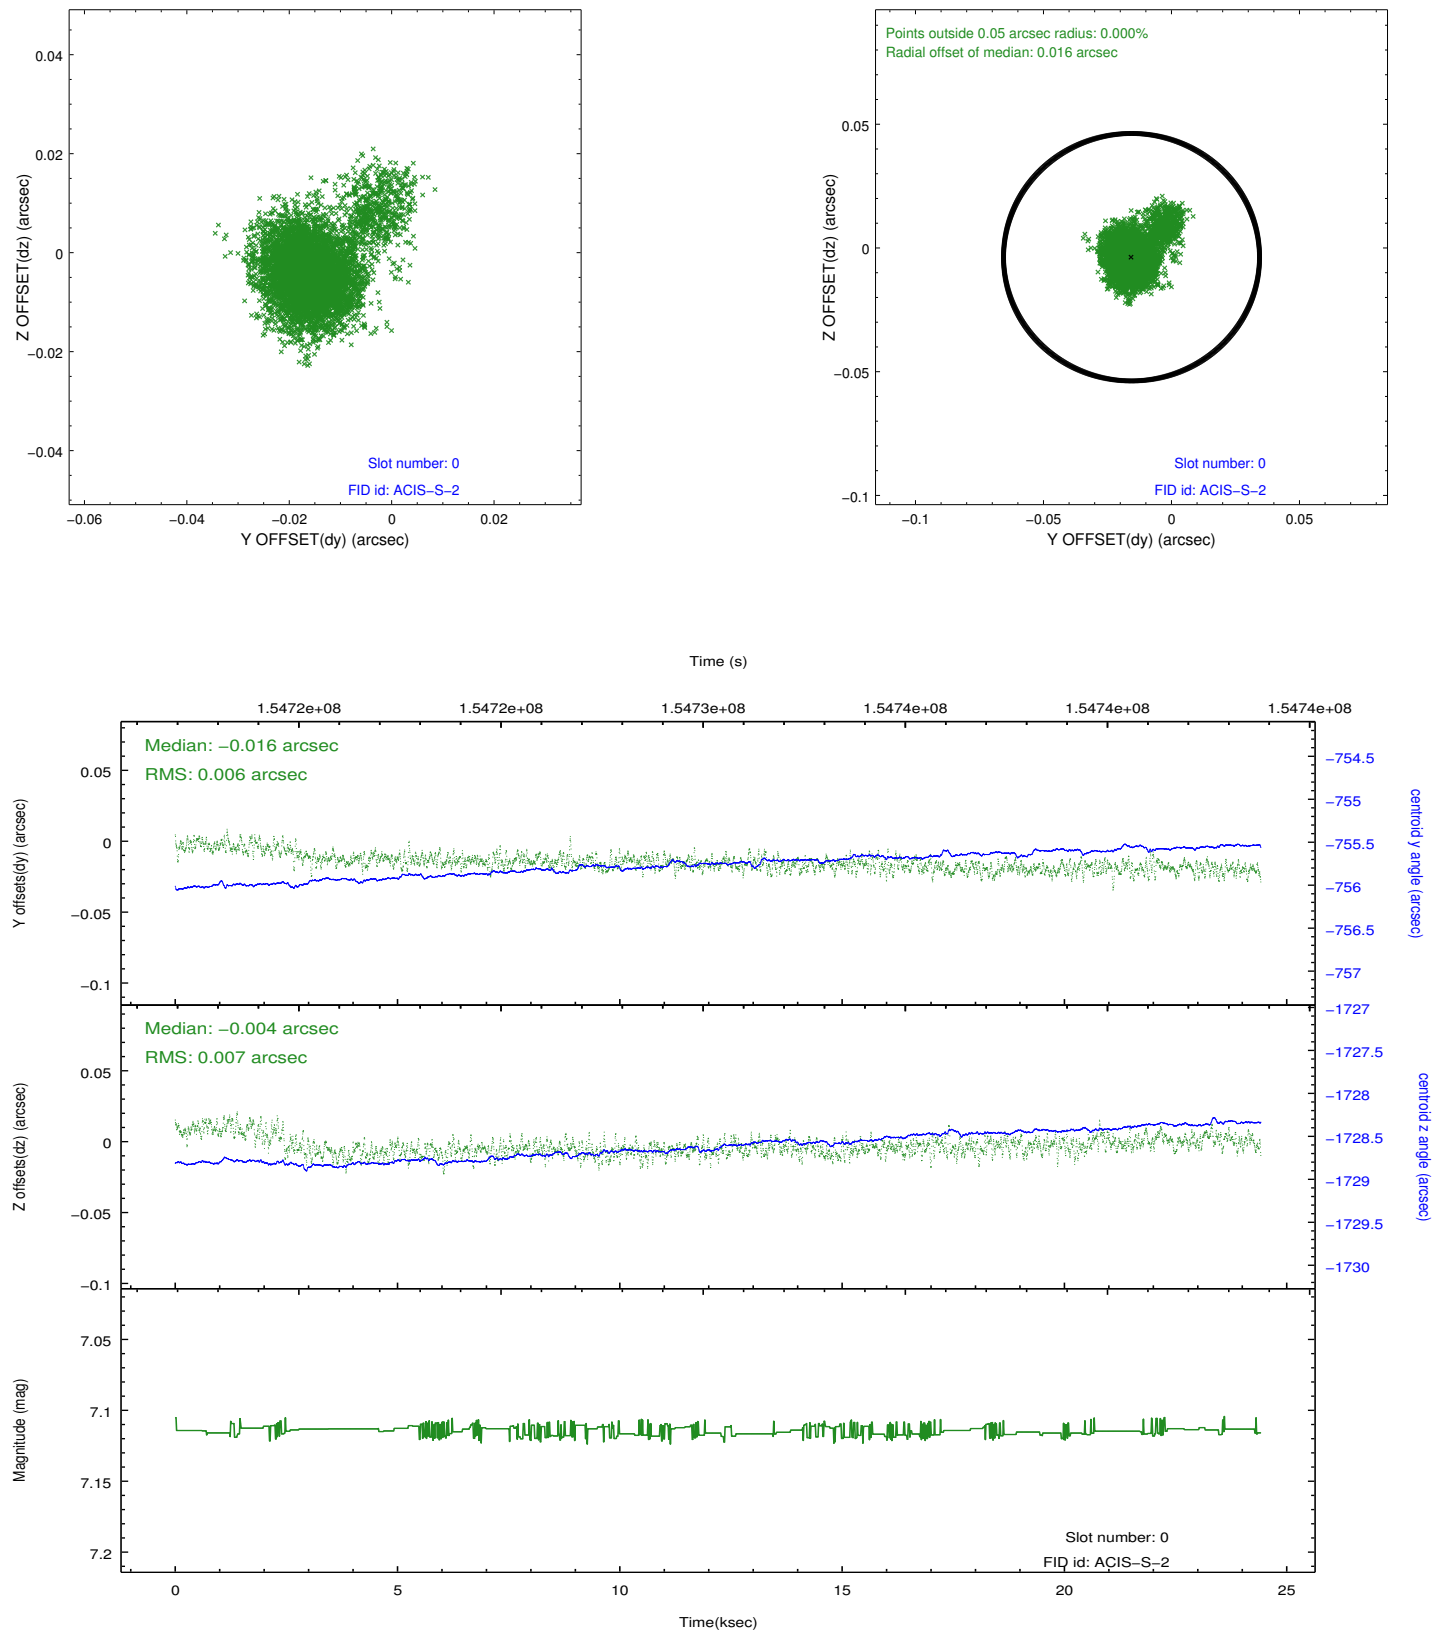 0.04
0.02
0
−0.02
−0.04
Z OFFSET(dz) (arcsec)
Slot number: 0
FID id: ACIS−S−2
−0.06 −0.04 −0.02 0 0.02
Y OFFSET(dy) (arcsec)
Points outside 0.05 arcsec radius: 0.000%
Radial offset of median: 0.016 arcsec
0.05
0
−0.05
−0.1
Z OFFSET(dz) (arcsec)
Slot number: 0
FID id: ACIS−S−2
−0.1 −0.05 0 0.05
Y OFFSET(dy) (arcsec)
Time (s)
1.5472e+08 1.5472e+08 1.5473e+08 1.5474e+08 1.5474e+08 1.5474e+08
Median: −0.016 arcsec
RMS: 0.006 arcsec
0.05
0
−0.05
−0.1
Y offsets(dy) (arcsec)
−754.5
−755
−755.5
−756
−756.5
−757
centroid y angle (arcsec)
Median: −0.004 arcsec
RMS: 0.007 arcsec
0.05
0
−0.05
−0.1
Z offsets(dz) (arcsec)
−1727
−1727.5
−1728
−1728.5
−1729
−1729.5
−1730
centroid z angle (arcsec)
7.05
7.1
7.15
7.2
Magnitude (mag)
Slot number: 0
FID id: ACIS−S−2
0 5 10 15 20 25
Time(ksec)